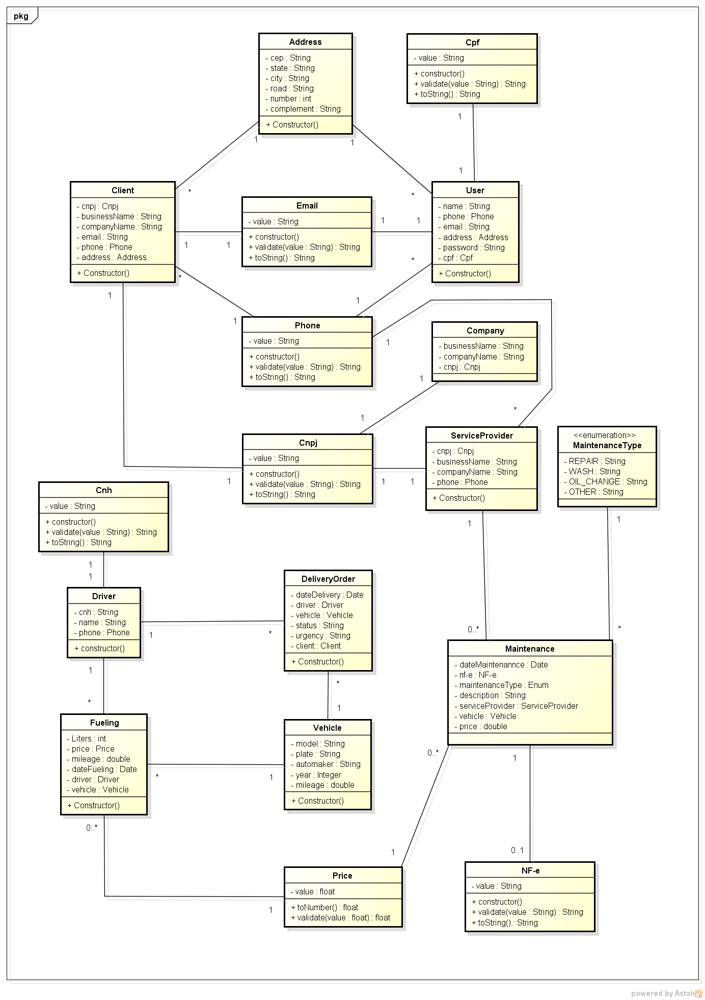 pkg
Address
- cep : String
- state : String
- city : String
- road : String
- number : int
- complement : String
+ Constructor()
Cpf
- value : String
+ constructor()
+ validate(value : String) : String
+ toString() : String
1
1
1
1
*
*
Client
- cnpj : Cnpj
- businessName : String
- companyName : String
- email : String
- phone : Phone
- address : Address
+ Constructor()
Email
- value : String
+ constructor()
+ validate(value : String) : String
+ toString() : String
User
- name : String
- phone : Phone
- email : String
- address : Address
- password : String
- cpf : Cpf
+ Constructor()
1
1
1
1
*
*
1
1
1
1
Phone
- value : String
+ constructor()
+ validate(value : String) : String
+ toString() : String
Company
- businessName : String
- companyName : String
- cnpj : Cnpj
1
1
*
Cnpj
- value : String
+ constructor()
+ validate(value : String) : String
+ toString() : String
ServiceProvider
- cnpj : Cnpj
- businessName : String
- companyName : String
- phone : Phone
+ Constructor()
<<enumeration>>
MaintenanceType
- REPAIR : String
- WASH : String
- OIL_CHANGE : String
- OTHER : String
1
1
1
1
1
Cnh
- value : String
+ constructor()
+ validate(value : String) : String
+ toString() : String
1
1
Driver
- cnh : String
- name : String
- phone : Phone
+ constructor()
DeliveryOrder
- dateDelivery : Date
- driver : Driver
- vehicle : Vehicle
- status : String
- urgency : String
- client : Client
+ Constructor()
1
*
0..*
*
Maintenance
- dateMaintenannce : Date
- nf-e : NF-e
- maintenanceType : Enum
- description : String
- serviceProvider : ServiceProvider
- vehicle : Vehicle
- price : double
1
*
*
1
Fueling
- Liters : int
- price : Price
- mileage : double
- dateFueling : Date
- driver : Driver
- vehicle : Vehicle
+ Constructor()
Vehicle
- model : String
- plate : String
- automaker : String
- year : Integer
- mileage : double
+ Constructor()
*
1
0..*
1
0..*
1
1
0..1
Price
- value : float
+ toNumber() : float
+ validate(value : float) : float
NF-e
- value : String
+ constructor()
+ validate(value : String) : String
+ toString() : String
powered by Astah